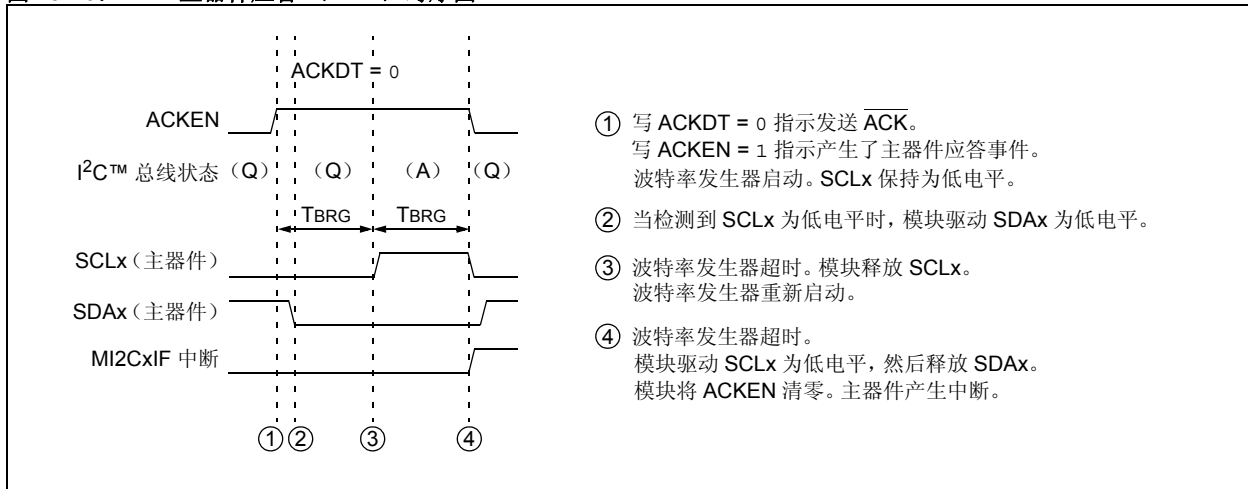 ACKDT = 0
ACKEN
I²C™ 总线状态 (Q) (Q) (A) (Q)
TBRG TBRG
SCLx（主器件）
SDAx（主器件）
MI2CxIF 中断
① ② ③ ④
① 写 ACKDT = 0 指示发送 A̅C̅K̅。
写 ACKEN = 1 指示产生了主器件应答事件。
波特率发生器启动。SCLx 保持为低电平。
② 当检测到 SCLx 为低电平时，模块驱动 SDAx 为低电平。
③ 波特率发生器超时。模块释放 SCLx。
波特率发生器重新启动。
④ 波特率发生器超时。
模块驱动 SCLx 为低电平，然后释放 SDAx。
模块将 ACKEN 清零。主器件产生中断。